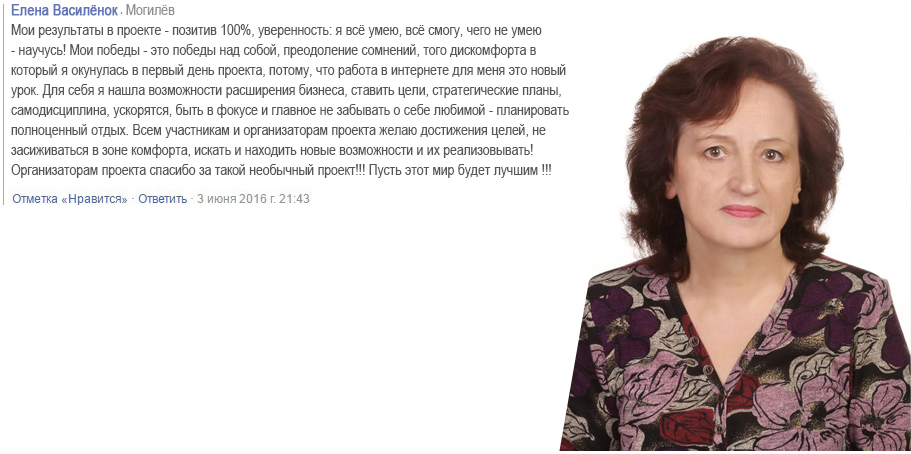 Елена Василёнок · Могилёв
Мои результаты в проекте - позитив 100%, уверенность: я всё умею, всё смогу, чего не умею
- научусь! Мои победы - это победы над собой, преодоление сомнений, того дискомфорта в
который я окунулась в первый день проекта, потому, что работа в интернете для меня это новый
урок. Для себя я нашла возможности расширения бизнеса, ставить цели, стратегические планы,
самодисциплина, ускорятся, быть в фокусе и главное не забывать о себе любимой - планировать
полноценный отдых. Всем участникам и организаторам проекта желаю достижения целей, не
засиживаться в зоне комфорта, искать и находить новые возможности и их реализовывать!
Организаторам проекта спасибо за такой необычный проект!!! Пусть этот мир будет лучшим !!!
Отметка «Нравится» · Ответить · 3 июня 2016 г. 21:43